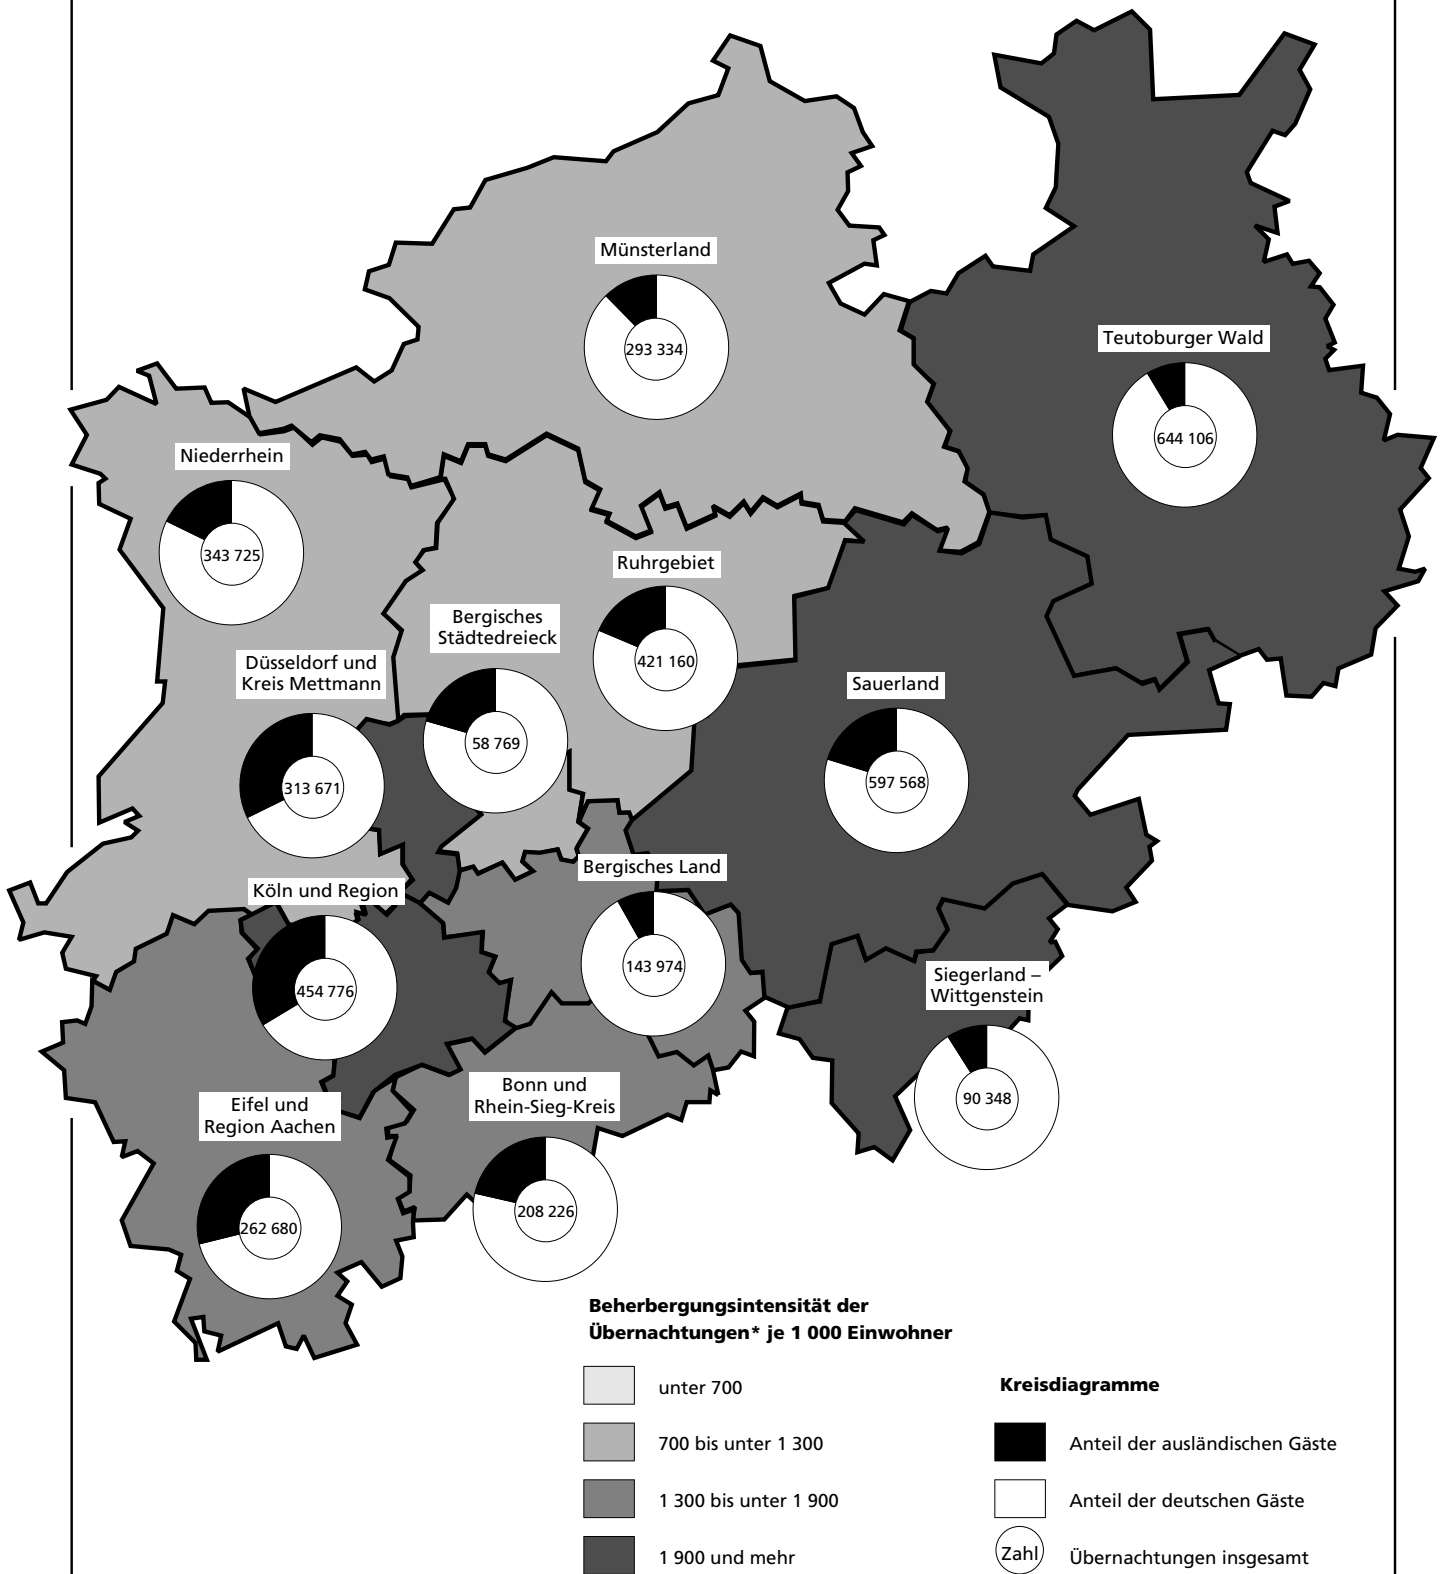 Münsterland
293 334
Teutoburger Wald
644 106
Niederrhein
343 725
Ruhrgebiet
421 160
Bergisches
Städtedreieck
58 769
Düsseldorf und
Kreis Mettmann
313 671
Sauerland
597 568
Bergisches Land
143 974
Köln und Region
454 776
Siegerland –
Wittgenstein
90 348
Bonn und
Rhein-Sieg-Kreis
208 226
Eifel und
Region Aachen
262 680
Beherbergungsintensität der
Übernachtungen* je 1 000 Einwohner
unter 700
700 bis unter 1 300
1 300 bis unter 1 900
1 900 und mehr
Kreisdiagramme
Anteil der ausländischen Gäste
Anteil der deutschen Gäste
Zahl Übernachtungen insgesamt